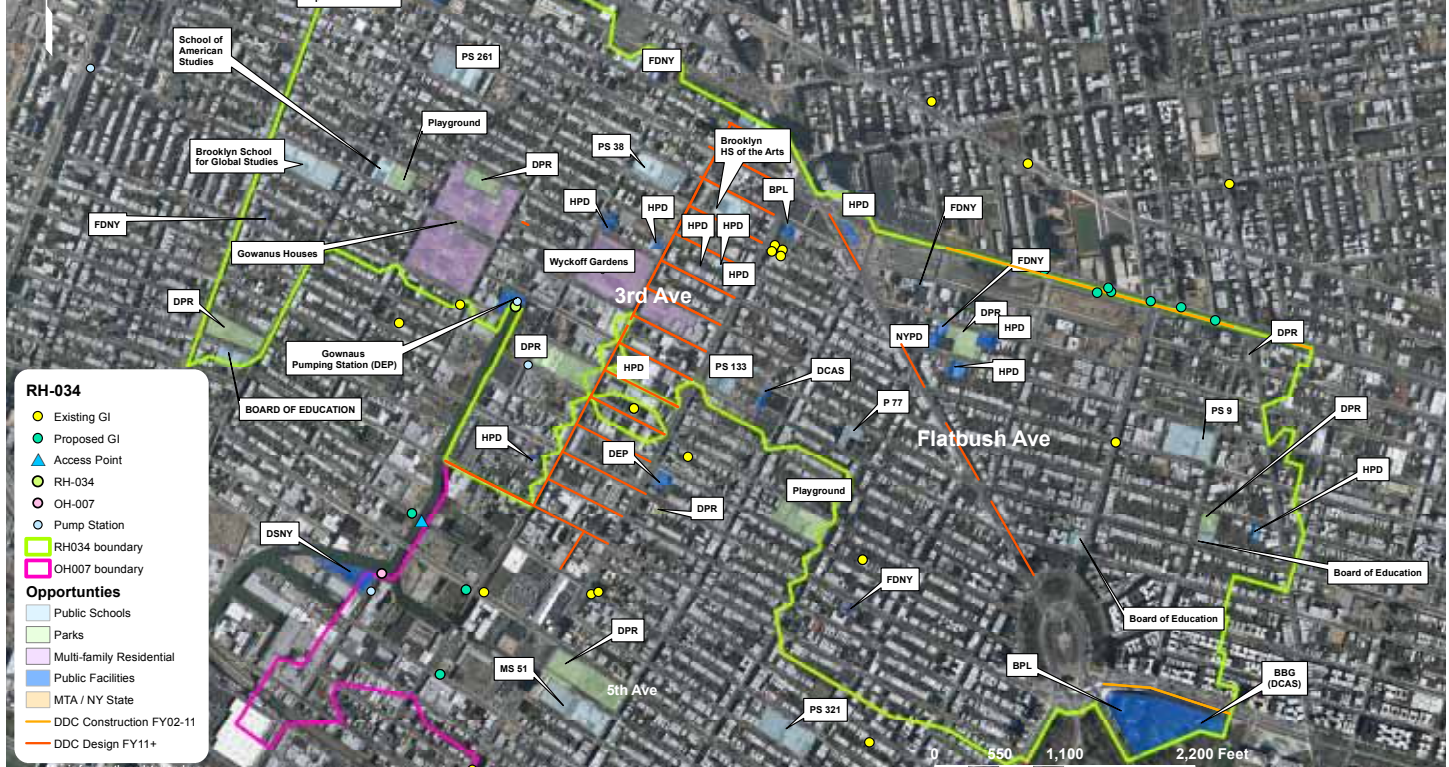 School of
American
Studies
PS 261
FDNY
Playground
Brooklyn School
for Global Studies
PS 38
Brooklyn
HS of the Arts
DPR
BPL
HPD
HPD
HPD
FDNY
FDNY
HPD
HPD
HPD
Gowanus Houses
Wyckoff Gardens
FDNY
3rd Ave
DPR
DPR
HPD
NYPD
DPR
Gownaus
Pumping Station (DEP)
DPR
HPD
PS 133
DCAS
HPD
BOARD OF EDUCATION
P 77
PS 9
DPR
Flatbush Ave
HPD
DEP
HPD
Playground
DPR
DSNY
FDNY
Board of Education
Board of Education
DPR
MS 51
5th Ave
BPL
BBG
(DCAS)
PS 321
0 550 1,100 2,200 Feet
RH-034
Existing GI
Proposed GI
Access Point
RH-034
OH-007
Pump Station
RH034 boundary
OH007 boundary
Opportunties
Public Schools
Parks
Multi-family Residential
Public Facilities
MTA / NY State
DDC Construction FY02-11
DDC Design FY11+